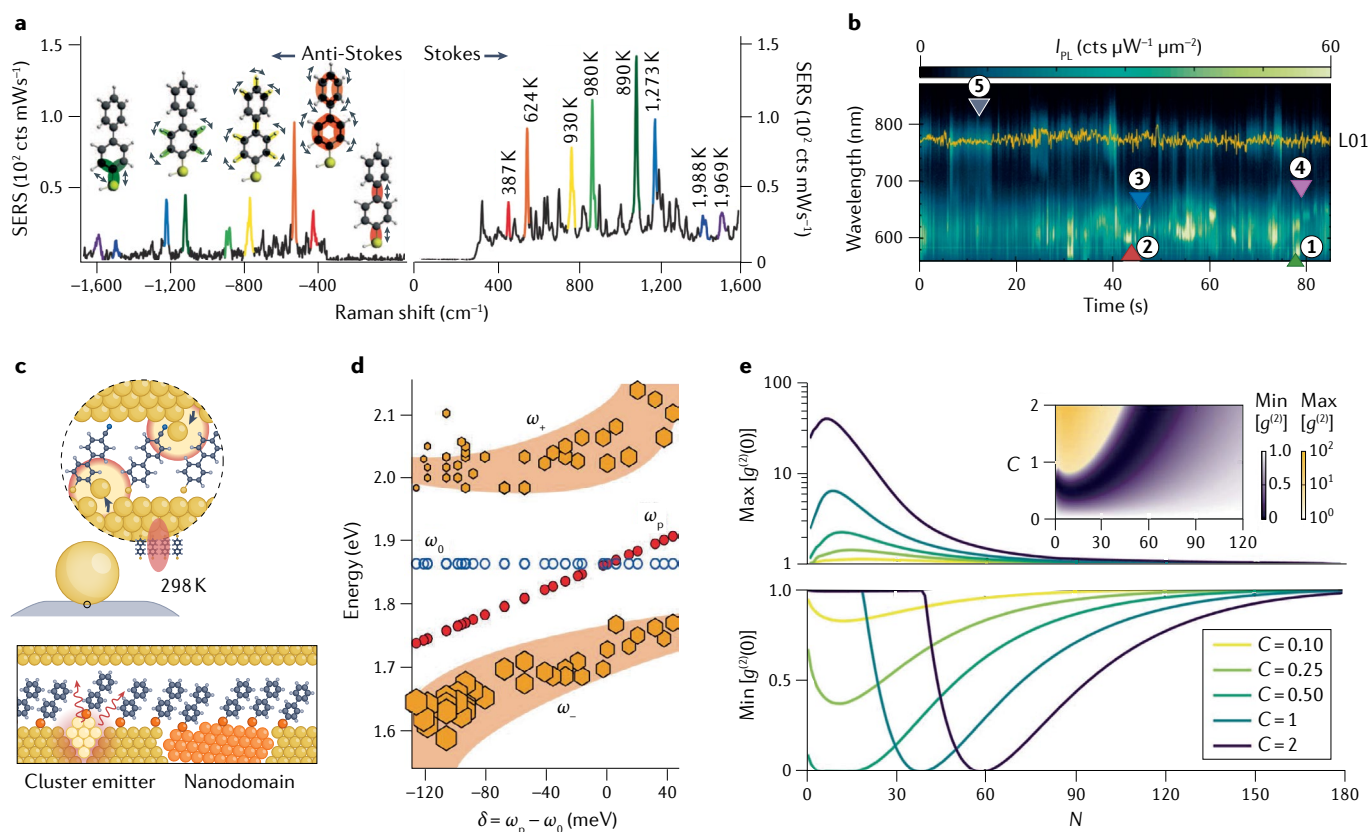 a
Anti-Stokes
Stokes
SERS (10² cts mWs⁻¹)
1.5
1.0
0.5
−1,600
−1,200
−800
−400
387 K
624 K
930 K
980 K
890 K
1,273 K
1,988 K
1,969 K
0
400
800
1,200
1,600
1.5
1.0
0.5
0
SERS (10² cts mWs⁻¹)
Raman shift (cm⁻¹)
b
0
I_PL (cts µW⁻¹ µm⁻²)
60
Wavelength (nm)
800
700
600
5
3
4
2
1
L01
0
20
40
60
80
Time (s)
c
298 K
Cluster emitter
Nanodomain
d
Energy (eV)
2.1
2.0
1.9
1.8
1.7
1.6
ω₊
ωₚ
ω₀
ω₋
−120
−80
−40
0
40
δ = ωₚ − ω₀ (meV)
e
Max [g⁽²⁾(0)]
100
10
1
C
2
1
0
0
30
60
90
120
Min
[g⁽²⁾]
Max
[g⁽²⁾]
1.0
0.5
0
10²
10¹
10⁰
Min [g⁽²⁾(0)]
1.0
0.5
0
C = 0.10
C = 0.25
C = 0.50
C = 1
C = 2
0
30
60
90
120
150
180
N